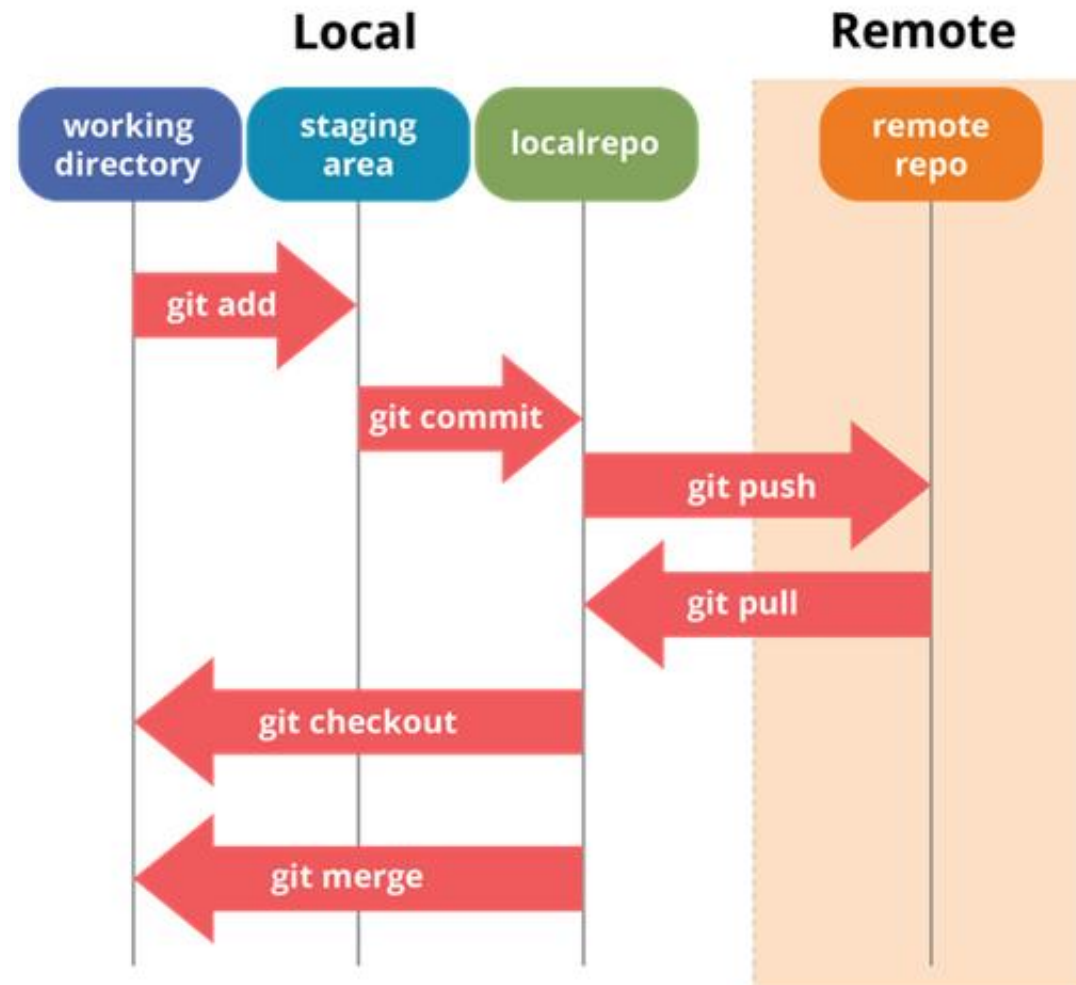 Local
Remote
working
directory
staging
area
localrepo
remote
repo
git add
git commit
git push
git pull
git checkout
git merge